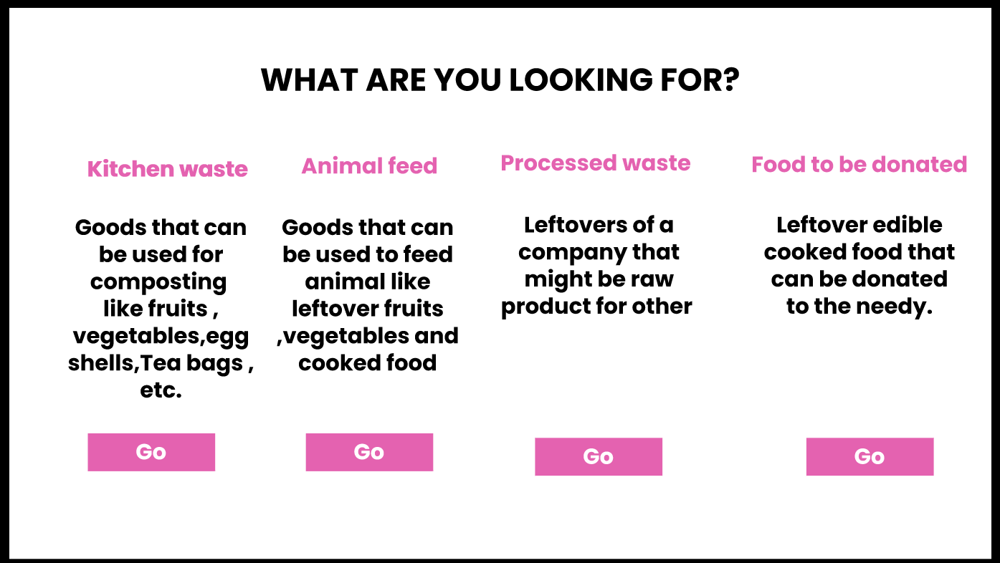 WHAT ARE YOU LOOKING FOR?
Kitchen waste
Goods that can
be used for
composting
like fruits ,
vegetables,egg
shells,Tea bags ,
etc.
Go
Animal feed
Goods that can
be used to feed
animal like
leftover fruits
,vegetables and
cooked food
Go
Processed waste
Leftovers of a
company that
might be raw
product for other
Go
Food to be donated
Leftover edible
cooked food that
can be donated
to the needy.
Go